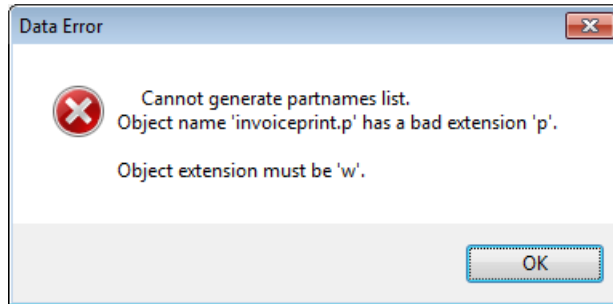 Data Error
Cannot generate partnames list.
Object name 'invoiceprint.p' has a bad extension 'p'.
Object extension must be 'w'.
OK